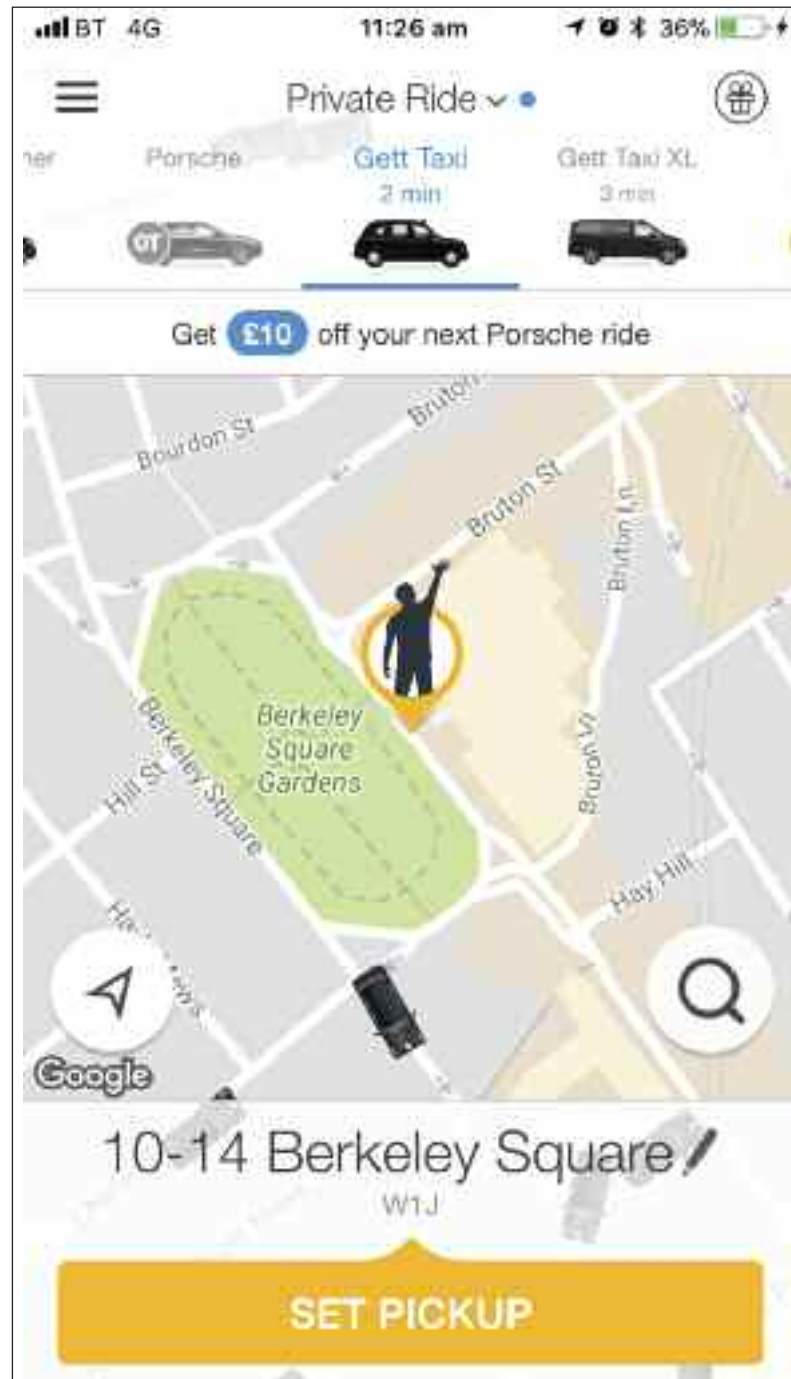 BT 4G 11:26 am 36%
Private Ride
Porsche Gett Taxi Gett Taxi XL
2 min 3 min
GT
Get £10 off your next Porsche ride
Bruton
Bourdon St
Bruton St
Bruton Ln
Berkeley
Square
Gardens
Berkeley Square
Hill St
Bruton
Hay Hill
Google
10-14 Berkeley Square
W1J
SET PICKUP